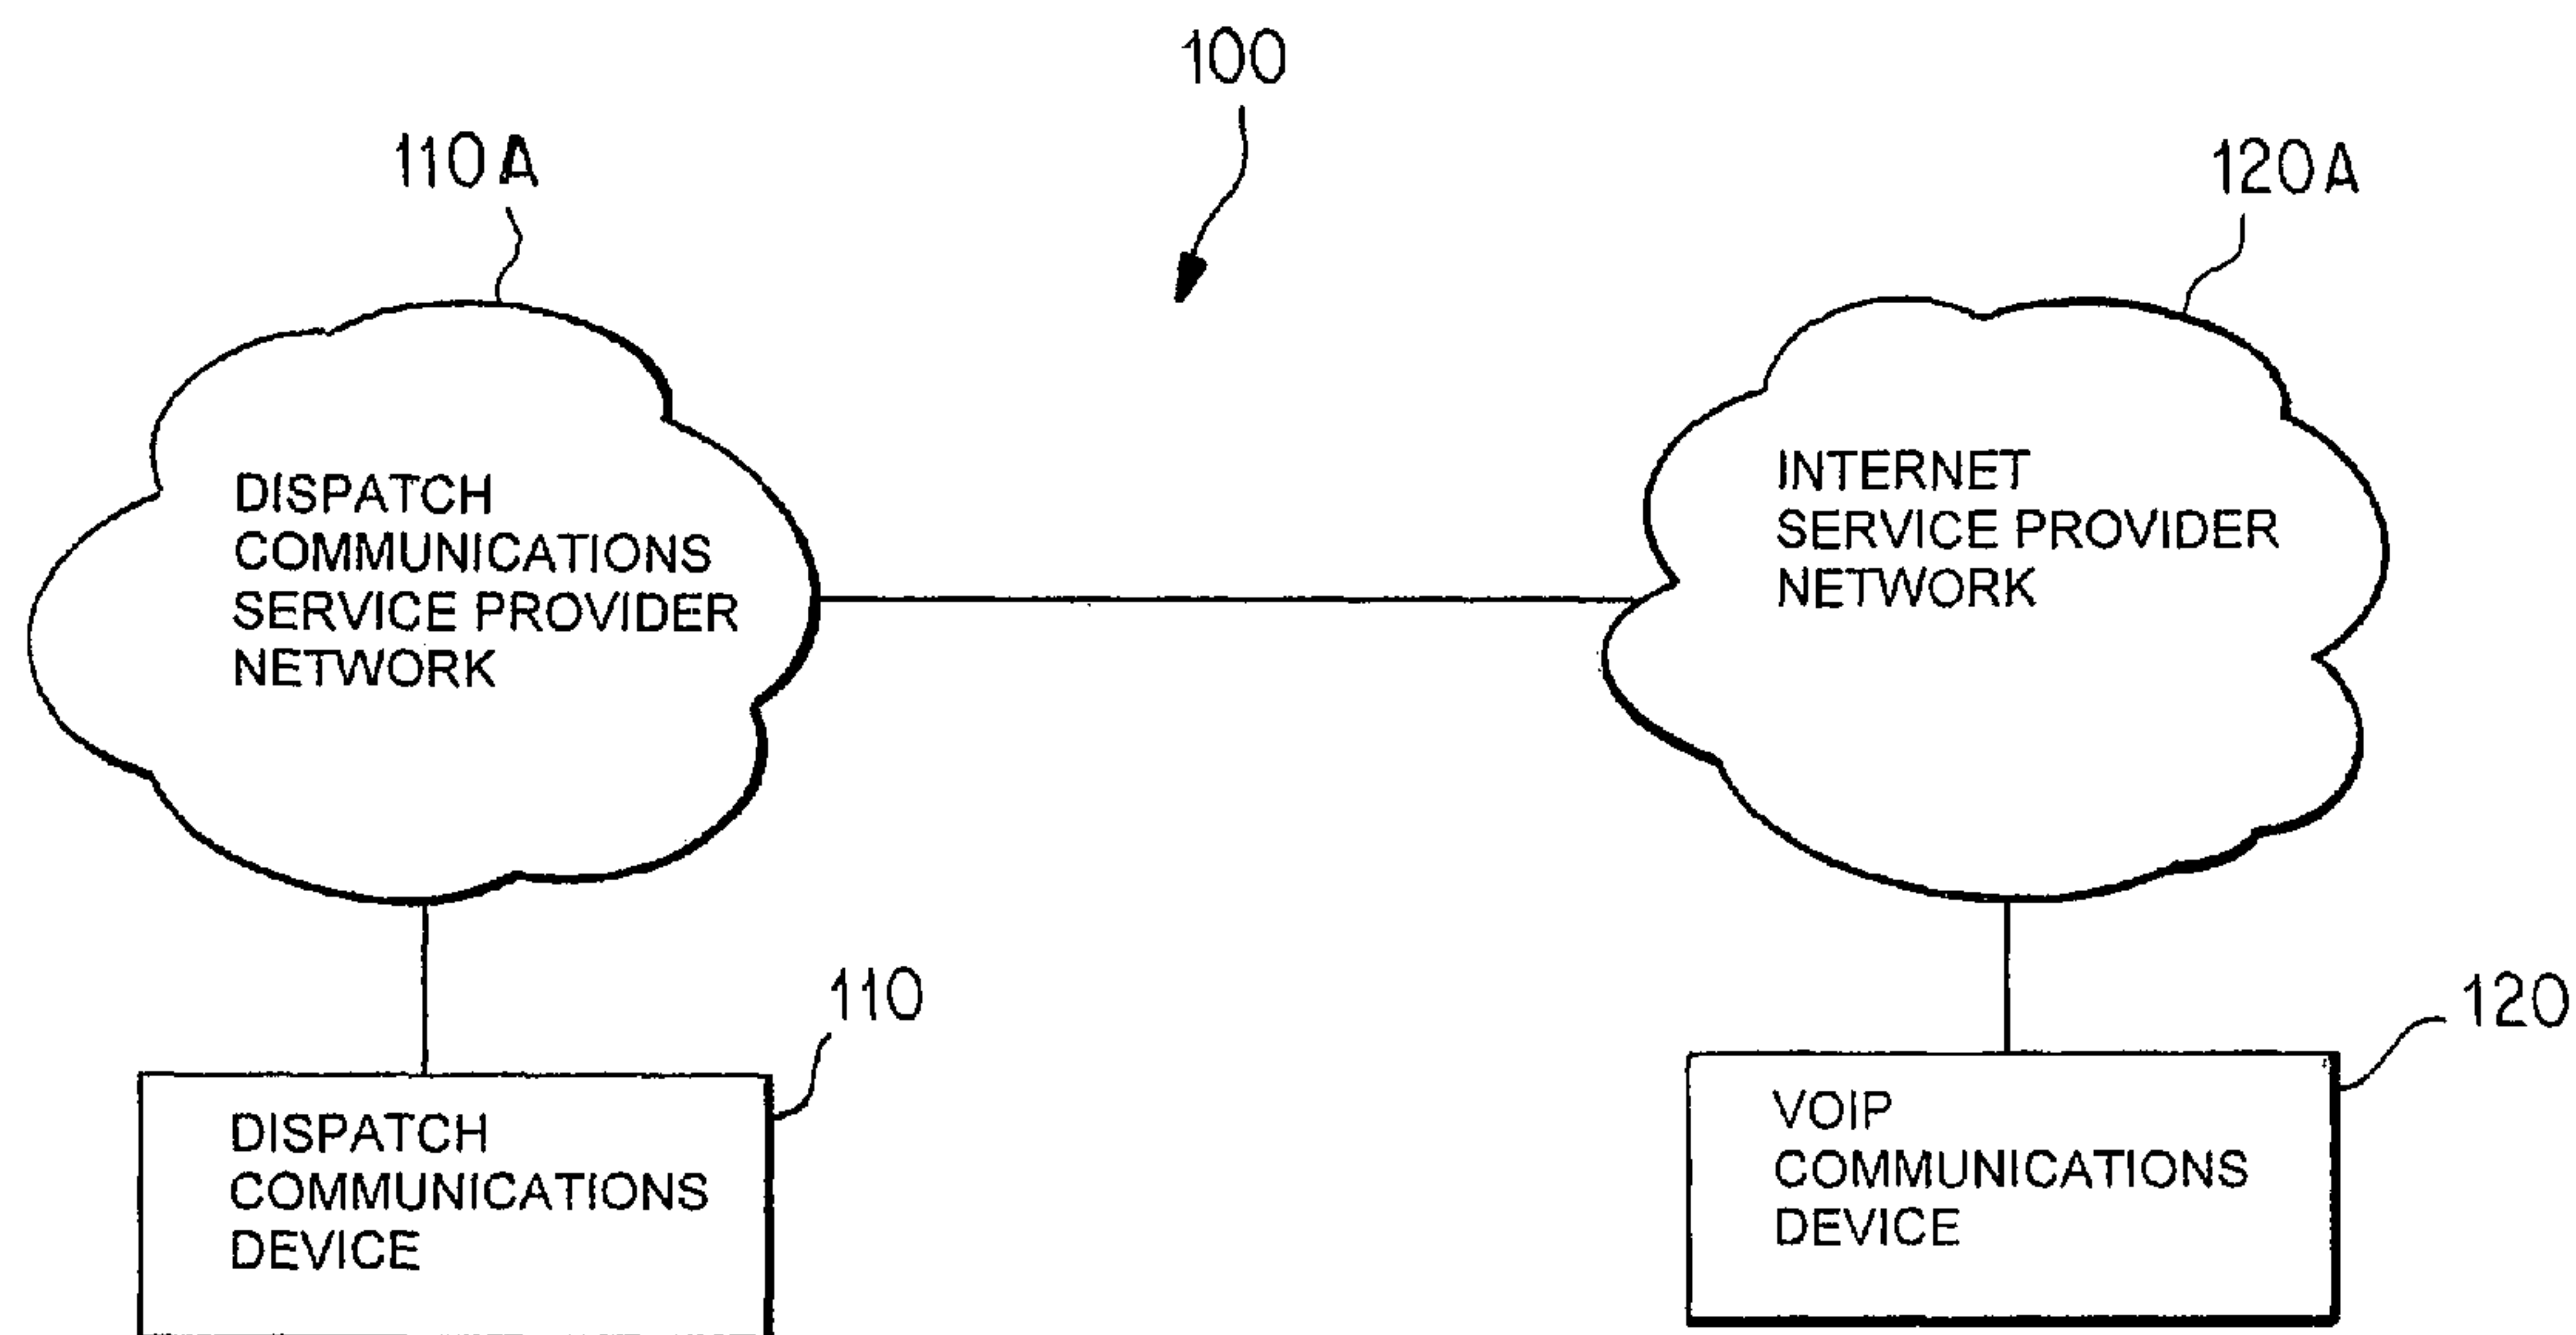 100
110A
120A
DISPATCH
COMMUNICATIONS
SERVICE PROVIDER
NETWORK
INTERNET
SERVICE PROVIDER
NETWORK
110
120
DISPATCH
COMMUNICATIONS
DEVICE
VOIP
COMMUNICATIONS
DEVICE